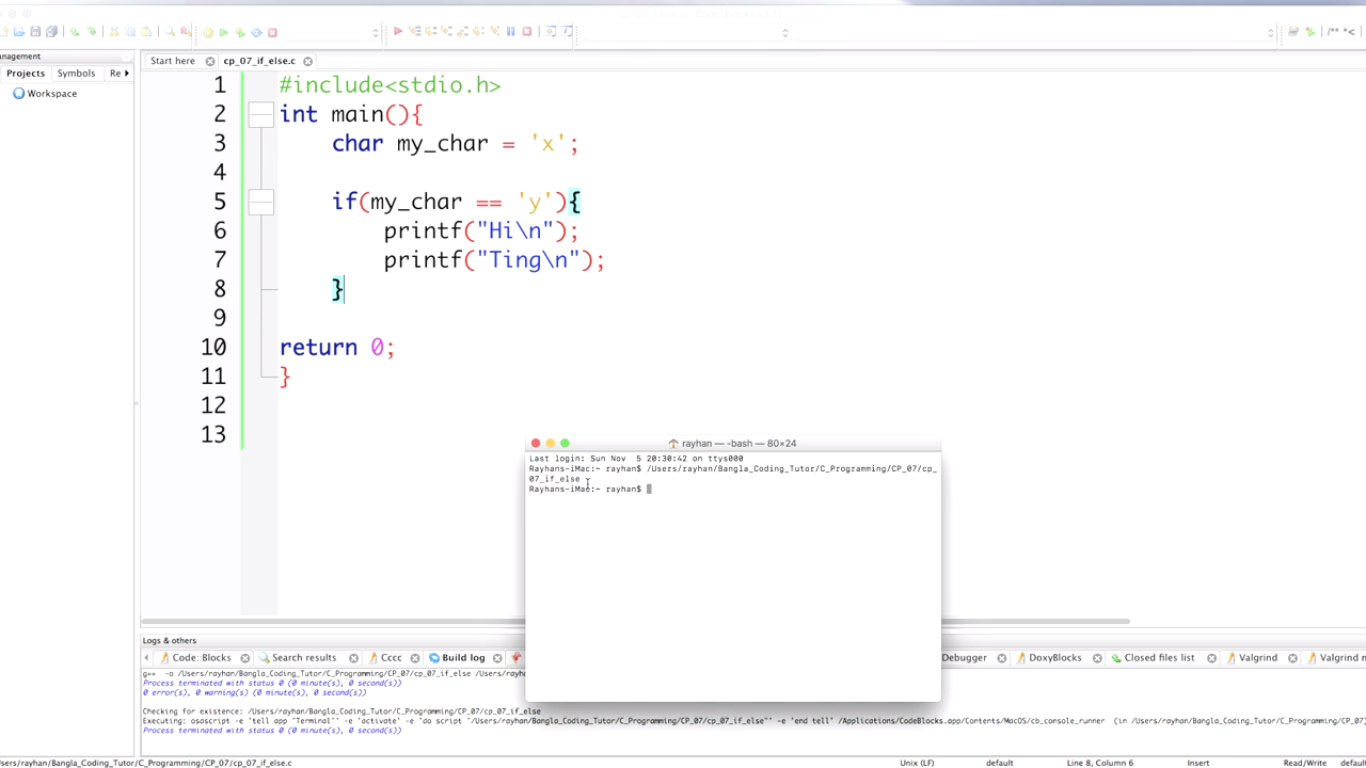 /** *<
anagement
Start here
cp_07_if_else.c
Projects Symbols Re
Workspace
1 #include<stdio.h>
2 int main(){
3 char my_char = 'x';
4
5 if(my_char == 'y'){
6 printf("Hi\n");
7 printf("Ting\n");
8 }
9
10 return 0;
11 }
12
13
rayhan — -bash — 80×24
Last login: Sun Nov 5 20:30:42 on ttys000
Rayhans-iMac:~ rayhan$ /Users/rayhan/Bangla_Coding_Tutor/C_Programming/CP_07/cp_
07_if_else
Rayhans-iMac:~ rayhan$
Logs & others
Code::Blocks Search results Cccc Build log Debugger DoxyBlocks Closed files list Valgrind Valgrind m
g++ -o /Users/rayhan/Bangla_Coding_Tutor/C_Programming/CP_07/cp_07_if_else /Users/rayh
Process terminated with status 0 (0 minute(s), 0 second(s))
0 error(s), 0 warning(s) (0 minute(s), 0 second(s))
Checking for existence: /Users/rayhan/Bangla_Coding_Tutor/C_Programming/CP_07/cp_07_if_else
Executing: osascript -e 'tell app "Terminal"' -e 'activate' -e 'do script "/Users/rayhan/Bangla_Coding_Tutor/C_Programming/CP_07/cp_07_if_else"' -e 'end tell' /Applications/CodeBlocks.app/Contents/MacOS/cb_console_runner (in /Users/rayhan/Bangla_Coding_Tutor/C_Programming/CP_07
Process terminated with status 0 (0 minute(s), 0 second(s))
sers/rayhan/Bangla_Coding_Tutor/C_Programming/CP_07/cp_07_if_else.c Unix (LF) default Line 8, Column 6 Insert Read/Write default